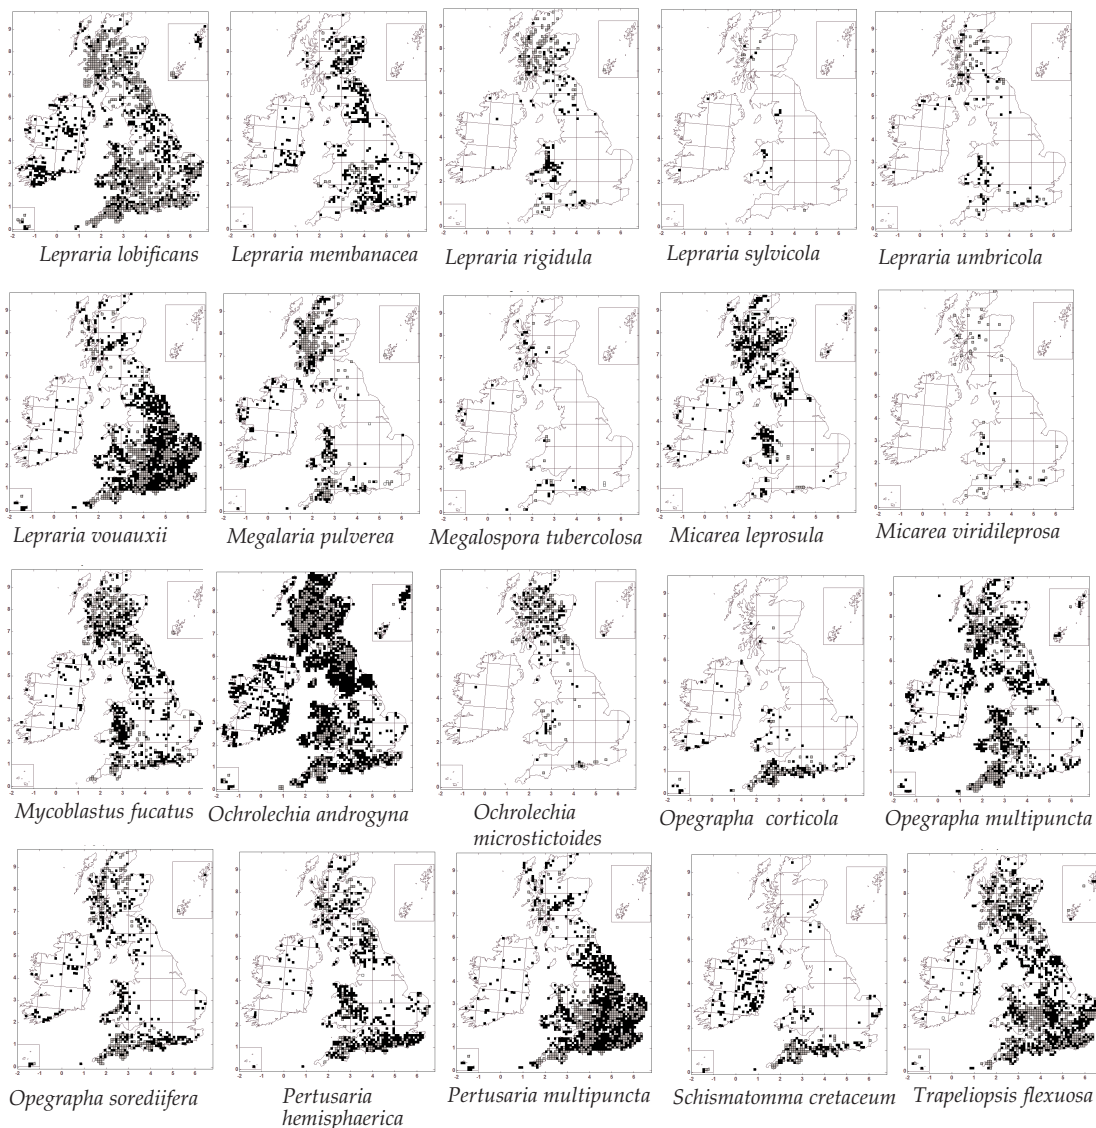 Lepraria lobificans
Lepraria membanacea
Lepraria rigidula
Lepraria sylvicola
Lepraria umbricola
Lepraria vouauxii
Megalaria pulverea
Megalospora tubercolosa
Micarea leprosula
Micarea viridileprosa
Mycoblastus fucatus
Ochrolechia androgyna
Ochrolechia
microstictoides
Opegrapha corticola
Opegrapha multipuncta
Opegrapha sorediifera
Pertusaria
hemisphaerica
Pertusaria multipuncta
Schismatomma cretaceum
Trapeliopsis flexuosa